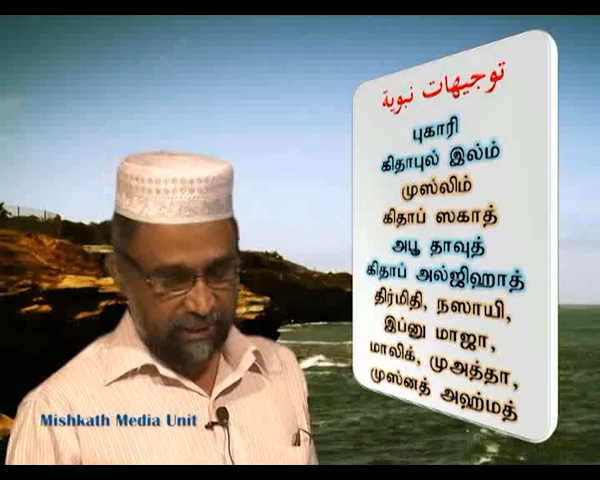 توجيهات نبوية
புகாரி
கிதாபுல் இல்ம்
முஸ்லிம்
கிதாப் ஸகாத்
அபூ தாவுத்
கிதாப் அல்ஜிஹாத்
திர்மிதி, நஸாயி,
இப்னு மாஜா,
மாலிக், முஅத்தா,
முஸ்னத் அஹ்மத்
Mishkath Media Unit